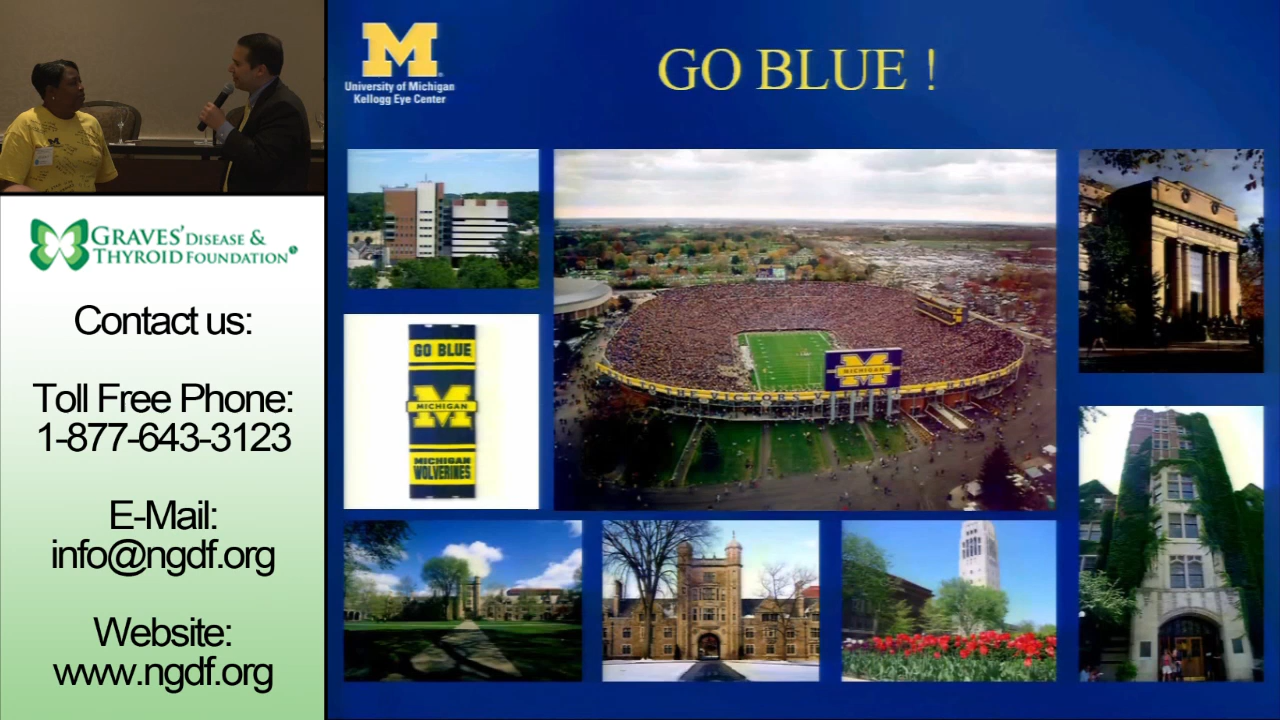 GRAVES' DISEASE &
THYROID FOUNDATION
Contact us:
Toll Free Phone:
1-877-643-3123
E-Mail:
info@ngdf.org
Website:
www.ngdf.org
M
University of Michigan
Kellogg Eye Center
GO BLUE !
GO BLUE
M
MICHIGAN
MICHIGAN
WOLVERINES
M
MICHIGAN